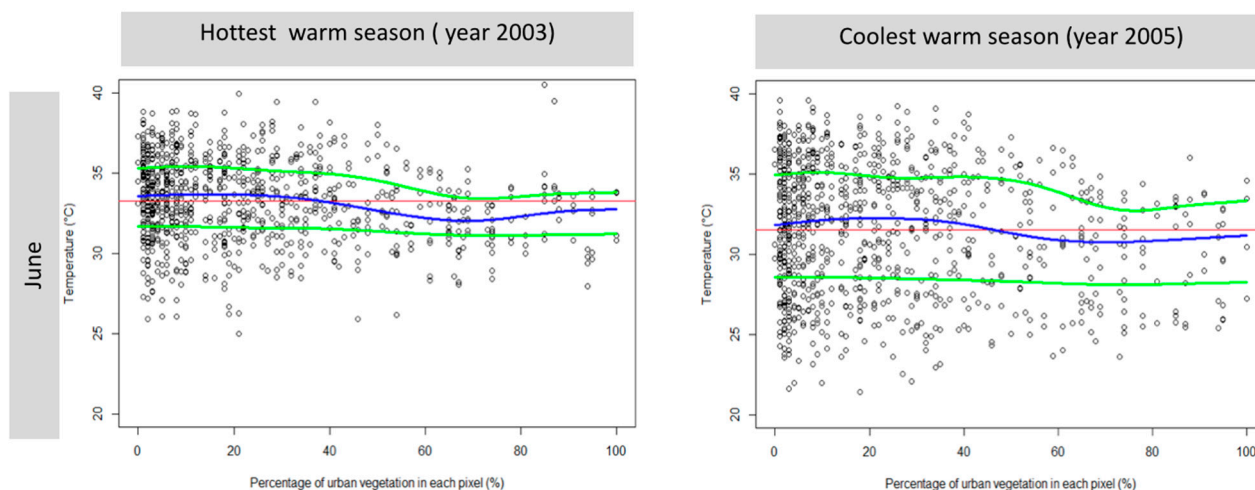 Hottest warm season ( year 2003)
Coolest warm season (year 2005)
June
Temperature (°C)
40
35
30
25
20
0 20 40 60 80 100
Percentage of urban vegetation in each pixel (%)
Temperature (°C)
40
35
30
25
20
0 20 40 60 80 100
Percentage of urban vegetation in each pixel (%)